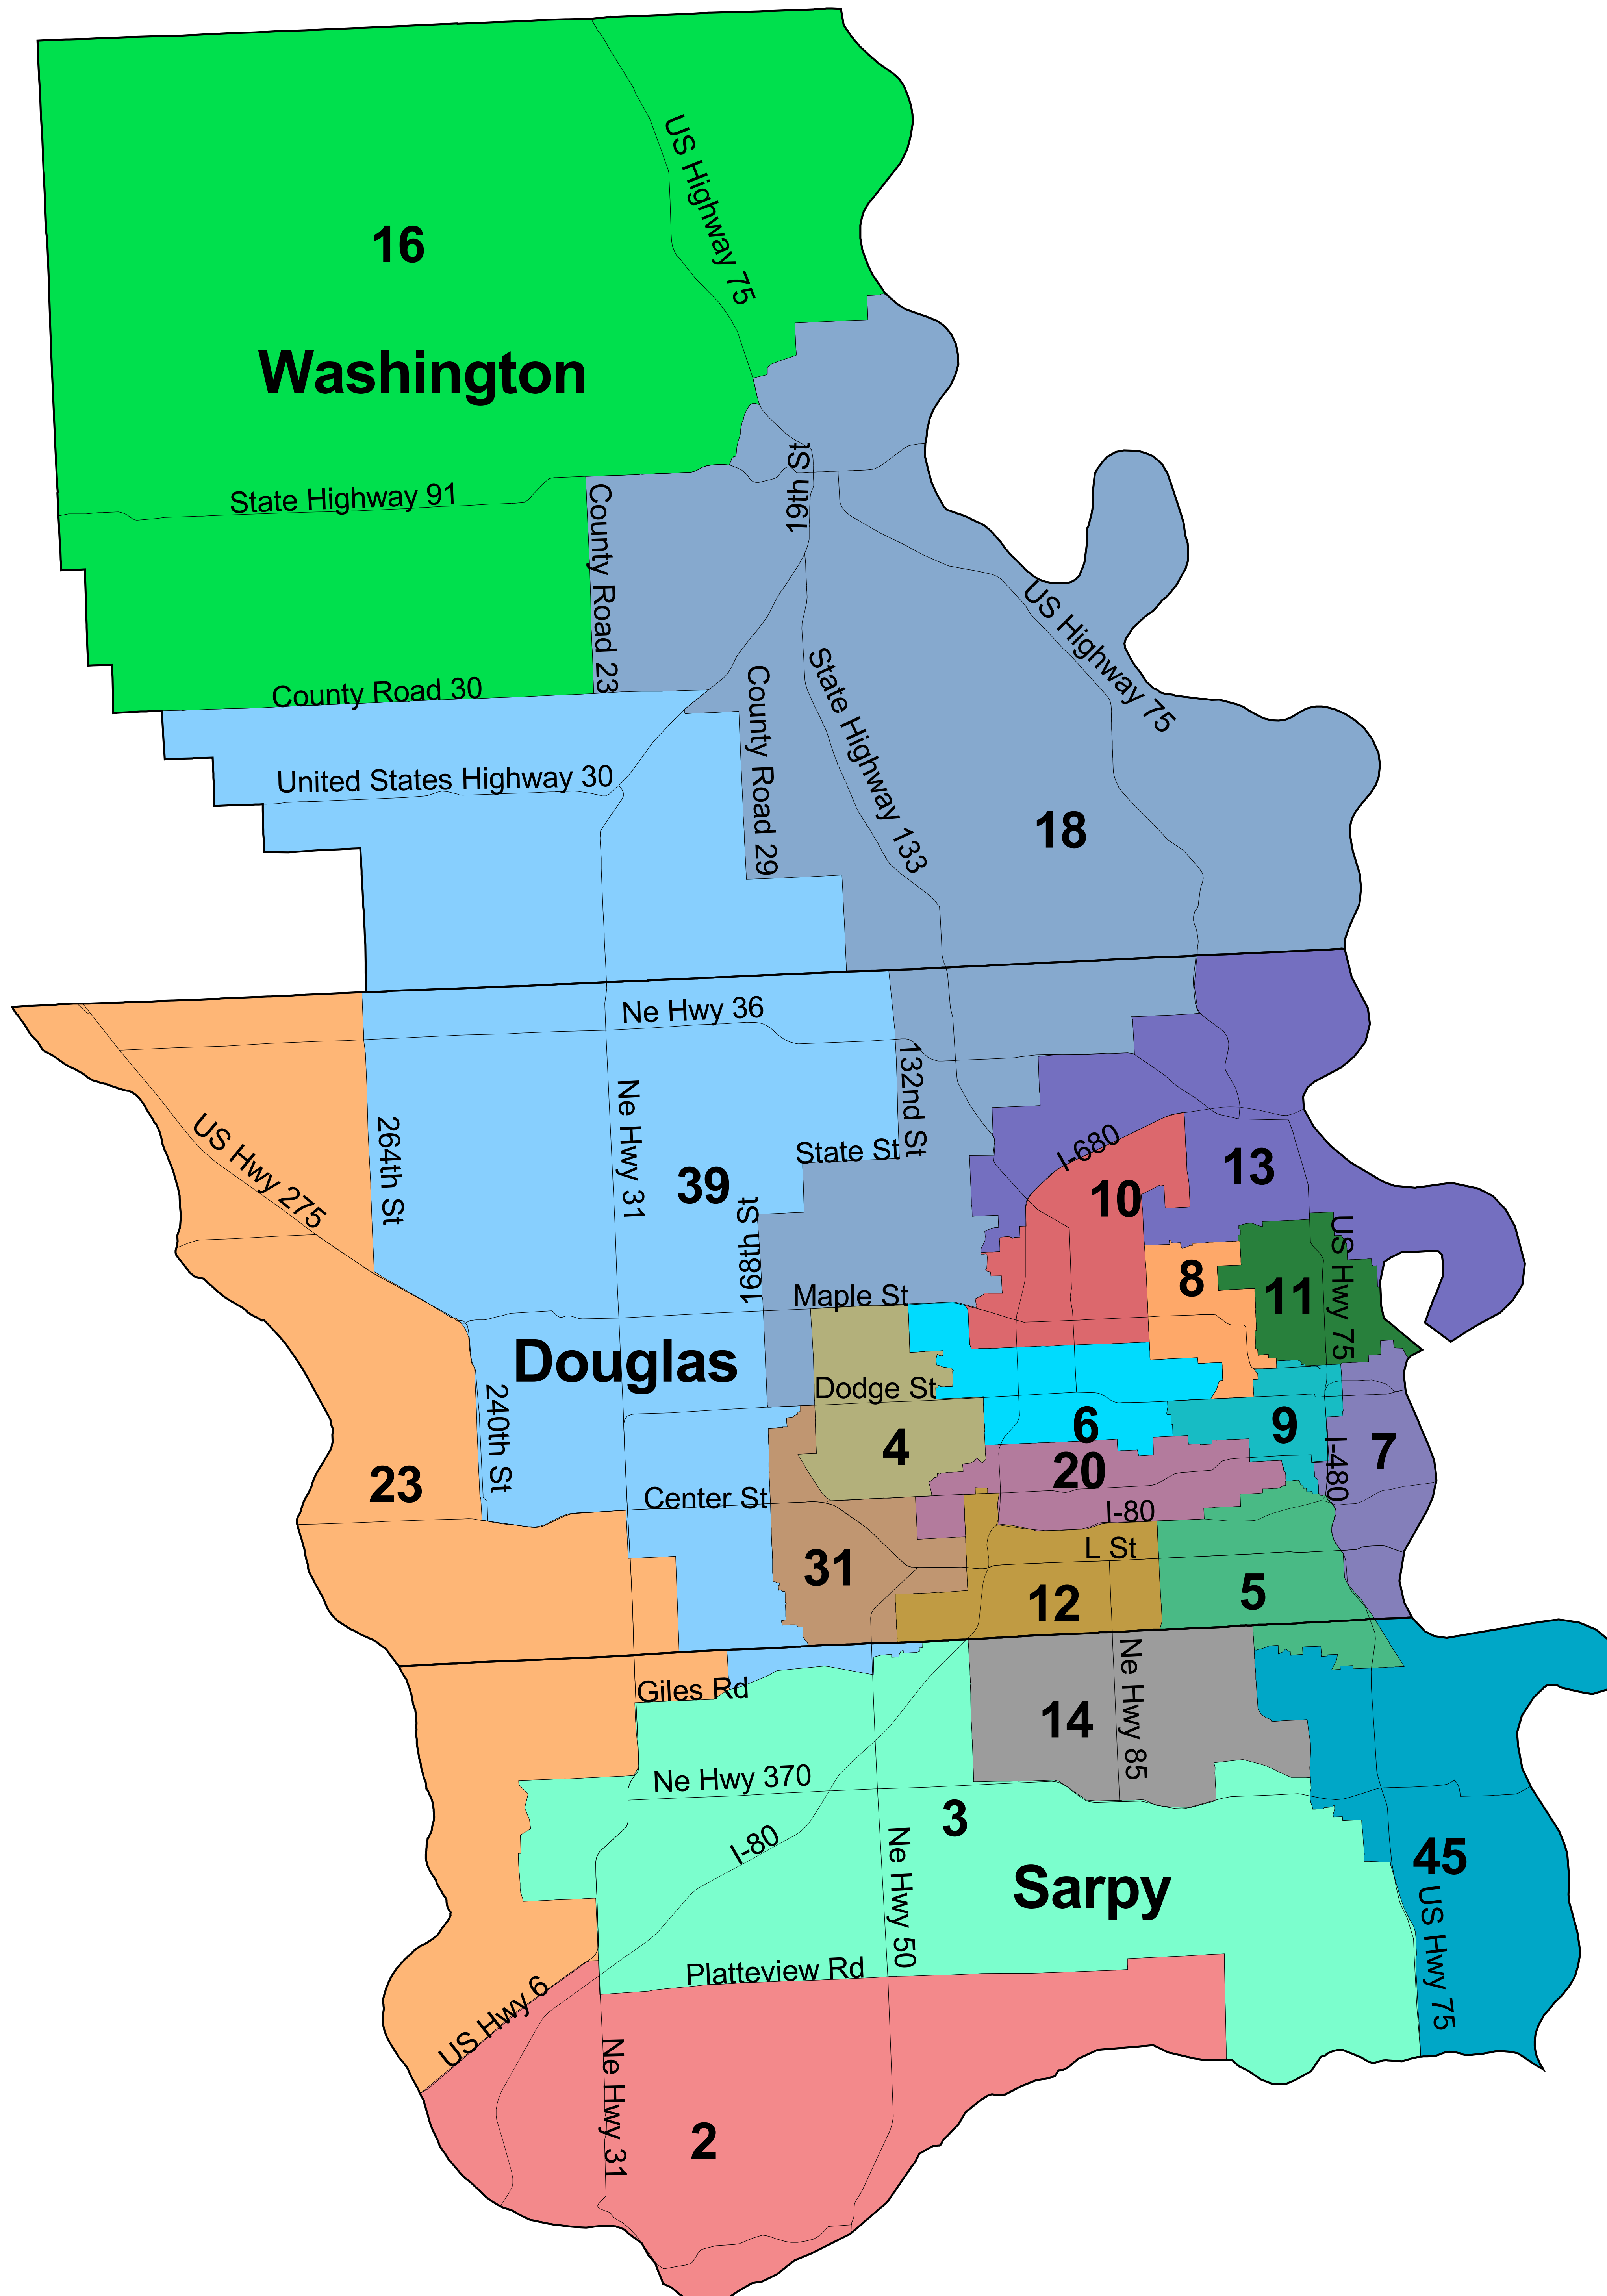 US Highway 75
16
Washington
19th St
State Highway 91
County Road 23
US Highway 75
County Road 30
County Road 29
State Highway 133
United States Highway 30
18
Ne Hwy 36
132nd St
Ne Hwy 31
264th St
US Hwy 275
State St
I-680
13
39
10
168th St
US Hwy 75
8
11
Maple St
Douglas
Dodge St
240th St
4
6
9
7
23
20
I-480
Center St
I-80
L St
31
12
5
Ne Hwy 85
Giles Rd
14
Ne Hwy 370
3
I-80
Ne Hwy 50
45
Sarpy
US Hwy 75
Platteview Rd
US Hwy 6
Ne Hwy 31
2